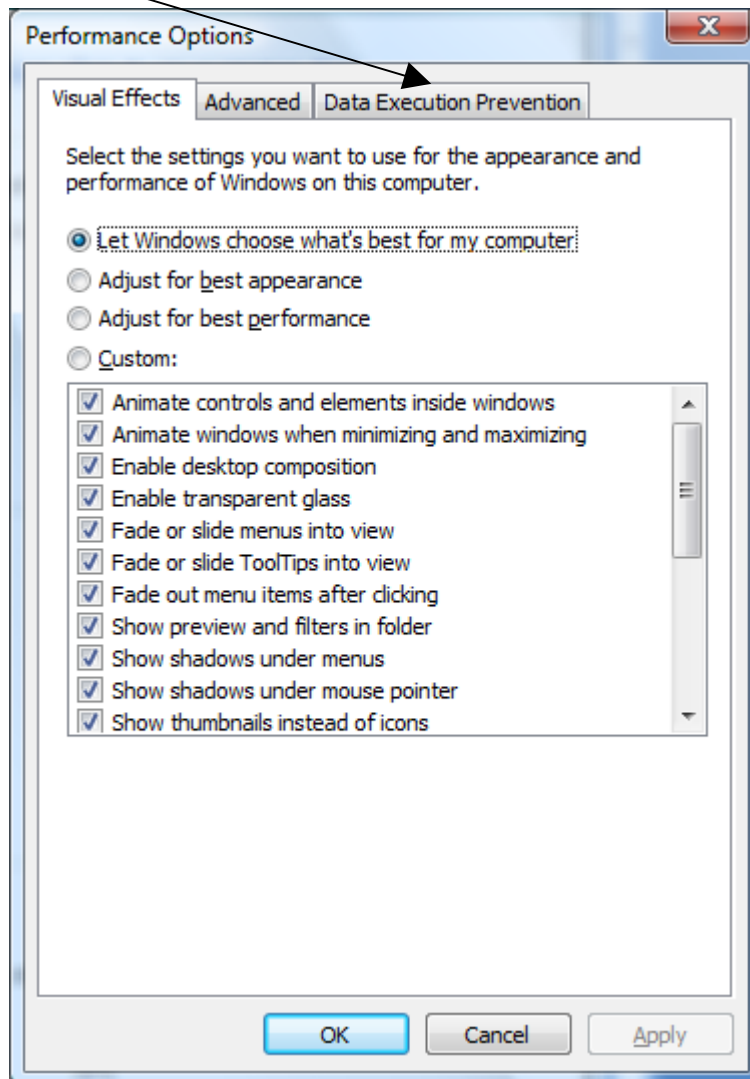 Performance Options
Visual Effects
Advanced
Data Execution Prevention
Select the settings you want to use for the appearance and
performance of Windows on this computer.
Let Windows choose what's best for my computer
Adjust for best appearance
Adjust for best performance
Custom:
Animate controls and elements inside windows
Animate windows when minimizing and maximizing
Enable desktop composition
Enable transparent glass
Fade or slide menus into view
Fade or slide ToolTips into view
Fade out menu items after clicking
Show preview and filters in folder
Show shadows under menus
Show shadows under mouse pointer
Show thumbnails instead of icons
OK
Cancel
Apply